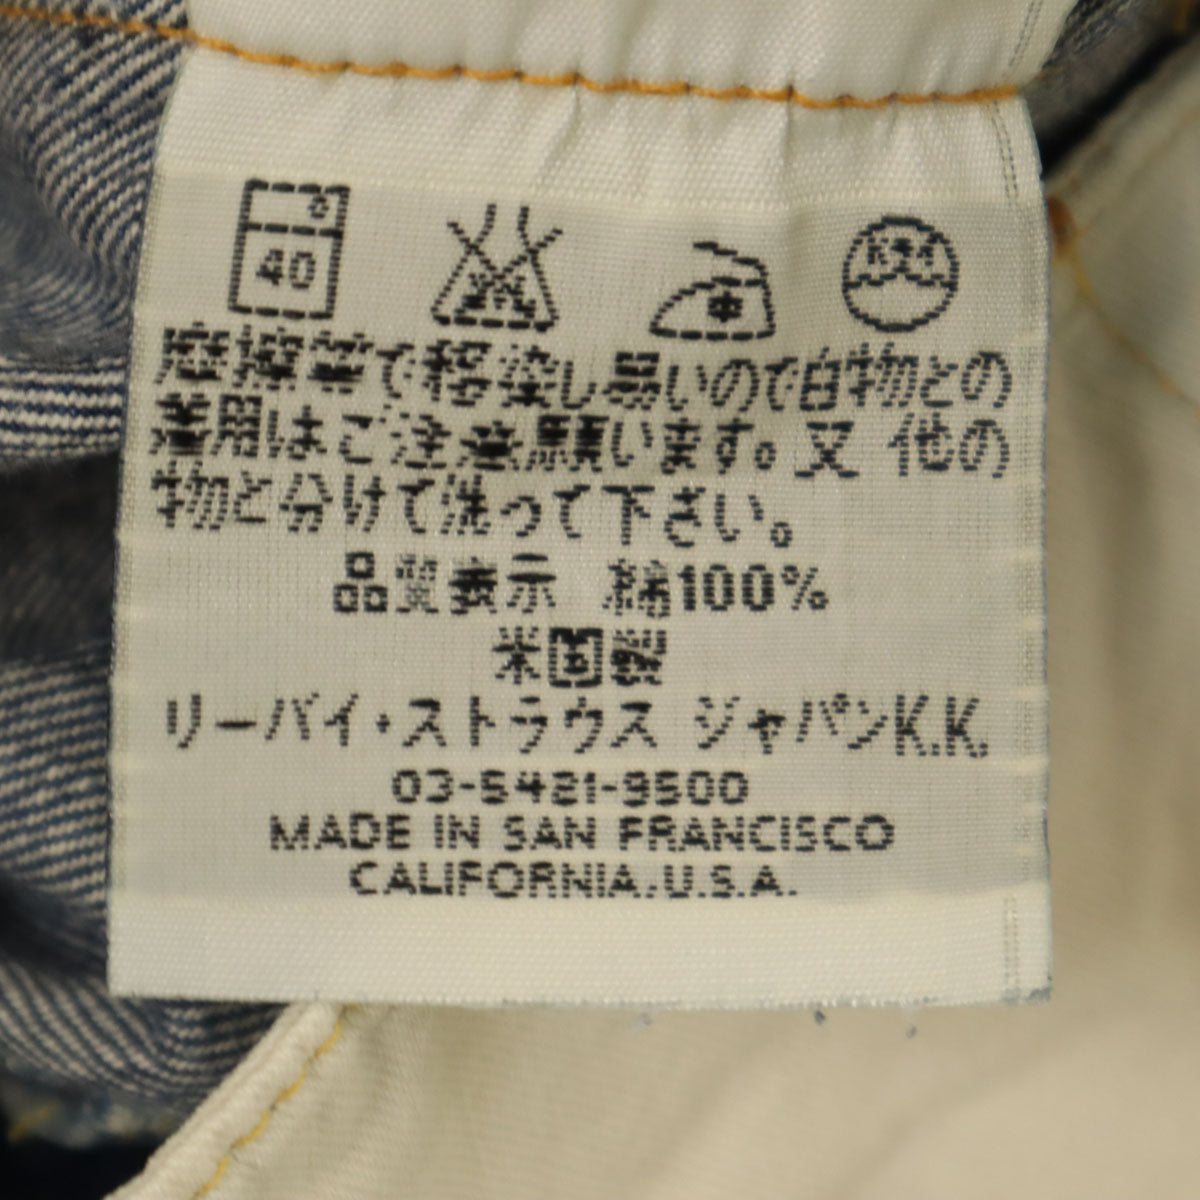 40
摩擦等で移染し易いので白物との
着用はご注意願います。又 他の
物と分けて洗って下さい。
品質表示 綿100%
米国製
リーバイ・ストラウス ジャパンK.K.
03-5421-9500
MADE IN SAN FRANCISCO
CALIFORNIA,U.S.A.